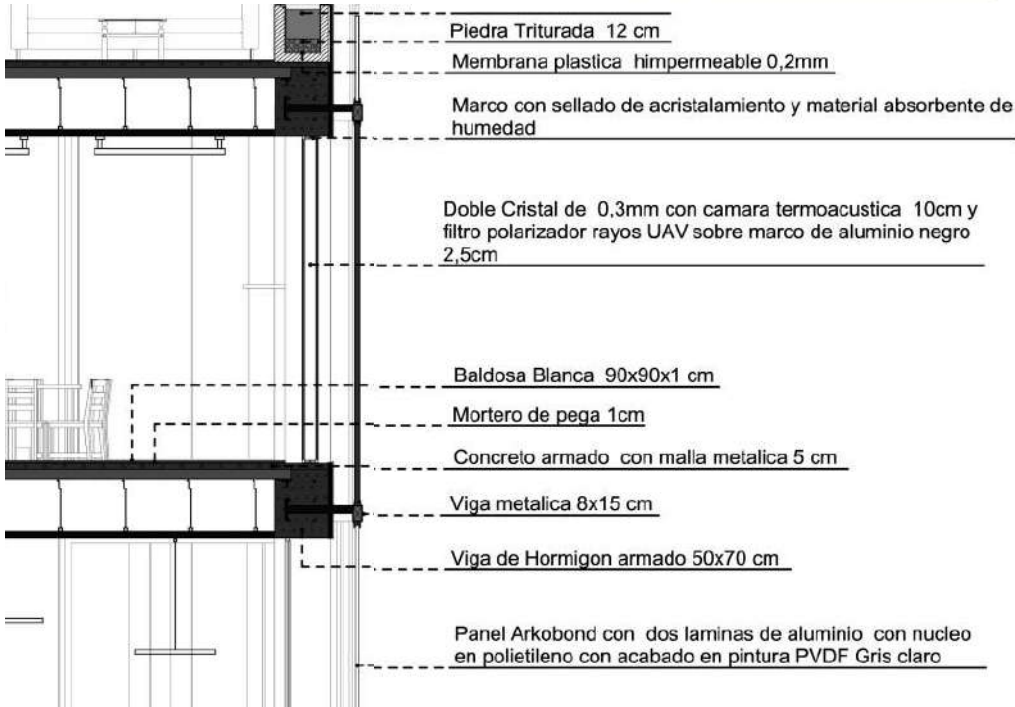 Piedra Triturada 12 cm
Membrana plastica himpermeable 0,2mm
Marco con sellado de acristalamiento y material absorbente de
humedad
Doble Cristal de 0,3mm con camara termoacustica 10cm y
filtro polarizador rayos UAV sobre marco de aluminio negro
2,5cm
Baldosa Blanca 90x90x1 cm
Mortero de pega 1cm
Concreto armado con malla metalica 5 cm
Viga metalica 8x15 cm
Viga de Hormigon armado 50x70 cm
Panel Arkobond con dos laminas de aluminio con nucleo
en polietileno con acabado en pintura PVDF Gris claro